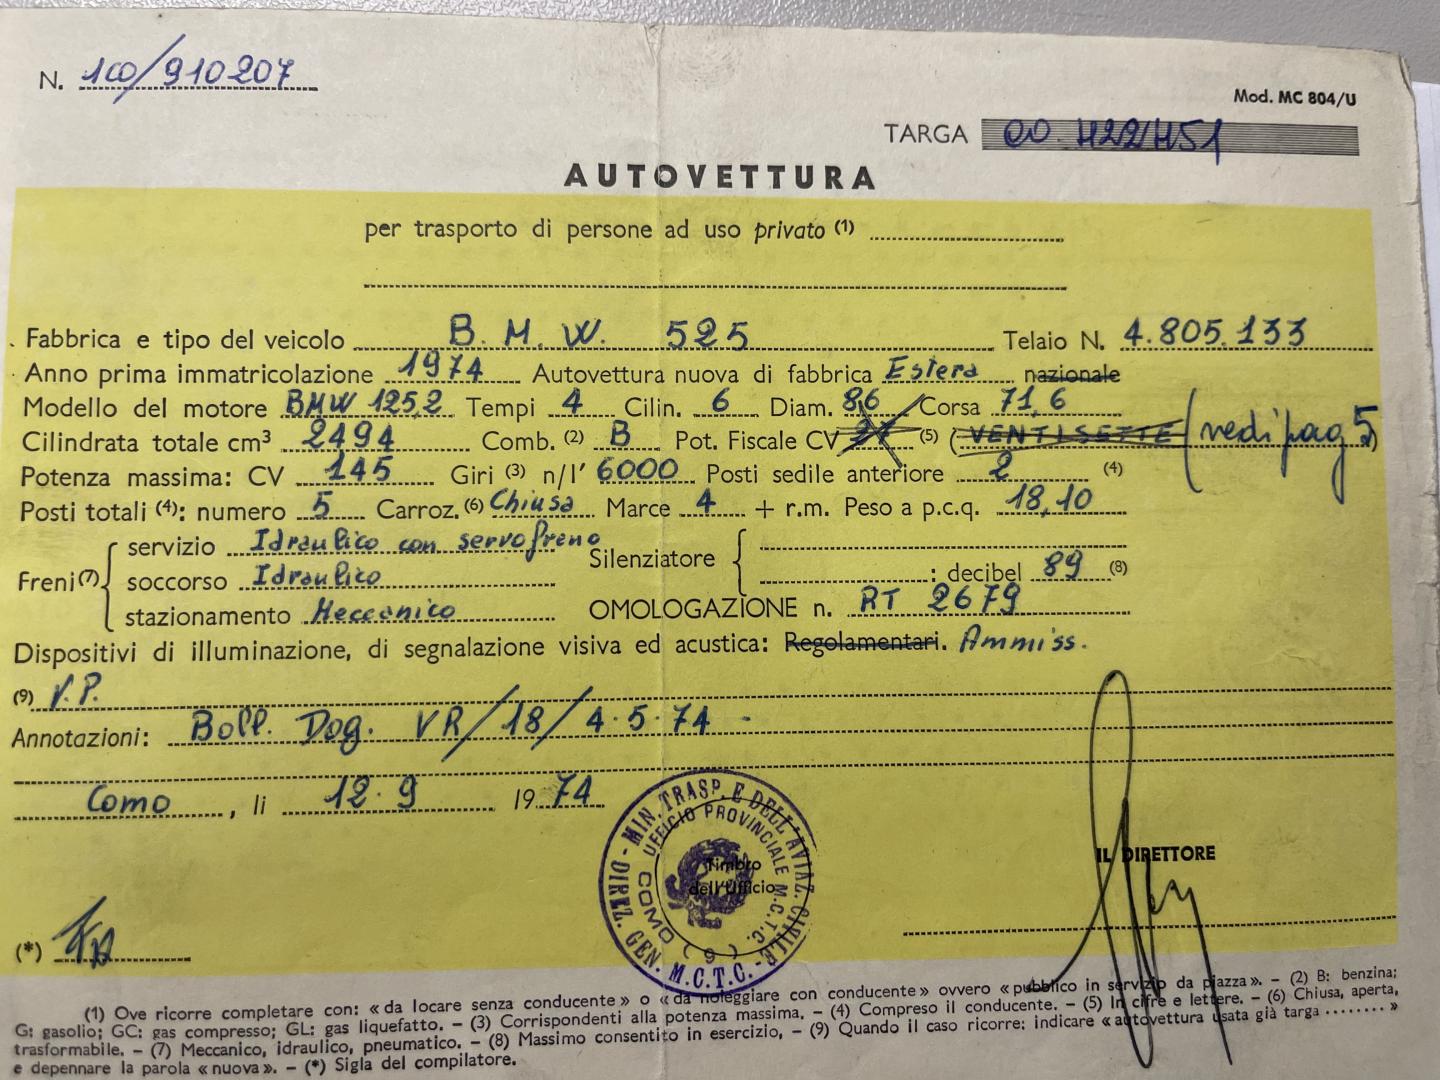 N. 100/910207
Mod. MC 804/U
TARGA CO H22H51
AUTOVETTURA
per trasporto di persone ad uso privato (1)
Fabbrica e tipo del veicolo B. M. W. 525 Telaio N. 4.805.133
Anno prima immatricolazione 1974 Autovettura nuova di fabbrica Estera nazionale
Modello del motore BMW 125,2 Tempi 4 Cilin. 6 Diam. 86 Corsa 71,6
Cilindrata totale cm³ 2494 Comb. (2) B Pot. Fiscale CV 27 (5) (VENTISETTE) (vedi pag 5
Potenza massima: CV 145 Giri (3) n/1' 6000 Posti sedile anteriore 2 (4)
Posti totali (4): numero 5 Carroz. (6) Chiusa Marce 4 + r.m. Peso a p.c.q. 18,10
Freni (7) servizio Idraulico con servofreno
soccorso Idraulico
stazionamento Meccanico
Silenziatore : decibel 89 (8)
OMOLOGAZIONE n. RT 2679
Dispositivi di illuminazione, di segnalazione visiva ed acustica: Regolamentari. Ammiss.
(9) V.P.
Annotazioni: Boll. Dog. VR/18/4.5.74 -
Como, li 12.9 1974
DIREZ. GEN. M.C.T.C. - MIN. TRASP. E DELL'AVIAZ. CIVILE -
UFFICIO PROVINCIALE M.C.T.C. COMO (9)
Timbro
dell'Ufficio
IL DIRETTORE
(*)
(1) Ove ricorre completare con: « da locare senza conducente » o « da noleggiare con conducente » ovvero « pubblico in servizio da piazza ». – (2) B: benzina;
G: gasolio; GC: gas compresso; GL: gas liquefatto. – (3) Corrispondenti alla potenza massima. – (4) Compreso il conducente. – (5) In cifre e lettere. – (6) Chiusa, aperta,
trasformabile. – (7) Meccanico, idraulico, pneumatico. – (8) Massimo consentito in esercizio, – (9) Quando il caso ricorre: indicare « autovettura usata già targa ........ »
e depennare la parola « nuova ». – (*) Sigla del compilatore.